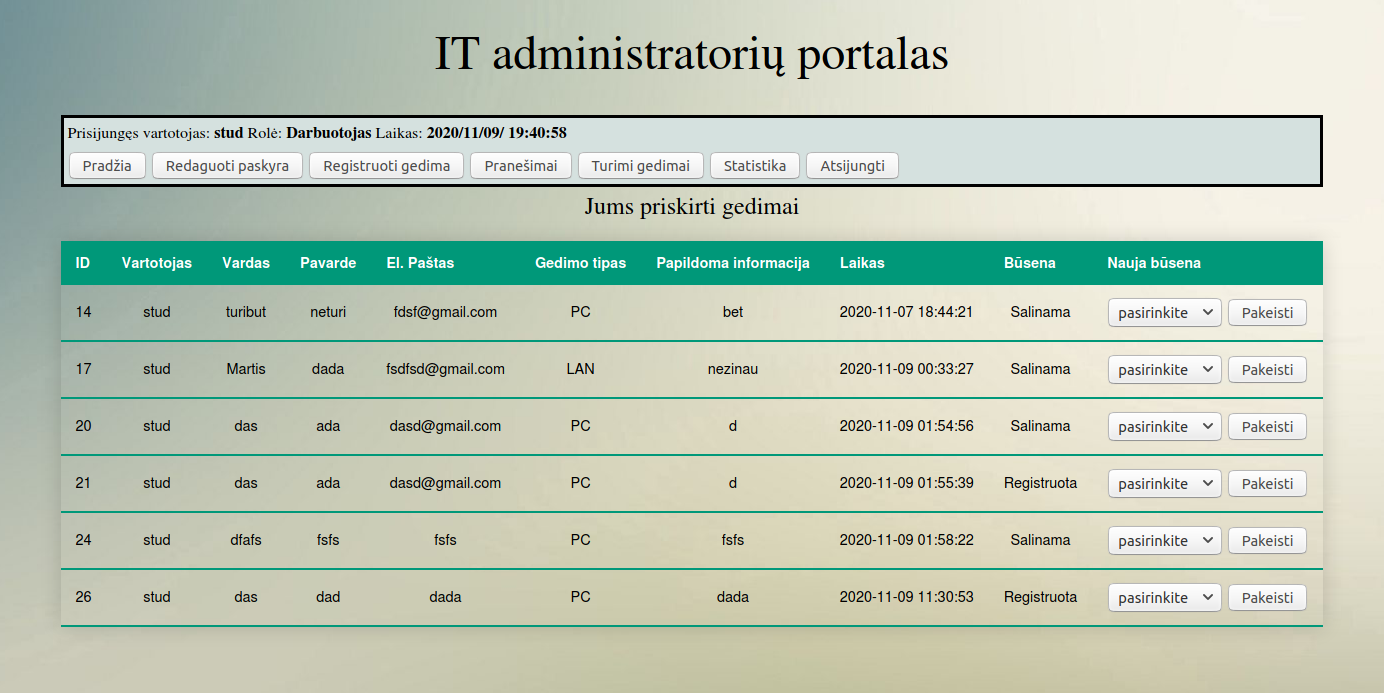 IT administratorių portalas
Prisijungęs vartotojas: stud Rolė: Darbuotojas Laikas: 2020/11/09/ 19:40:58
Pradžia Redaguoti paskyra Registruoti gedima Pranešimai Turimi gedimai Statistika Atsijungti
Jums priskirti gedimai
ID Vartotojas Vardas Pavarde El. Paštas Gedimo tipas Papildoma informacija Laikas Būsena Nauja būsena
14 stud turibut neturi fdsf@gmail.com PC bet 2020-11-07 18:44:21 Salinama pasirinkite Pakeisti
17 stud Martis dada fsdfsd@gmail.com LAN nezinau 2020-11-09 00:33:27 Salinama pasirinkite Pakeisti
20 stud das ada dasd@gmail.com PC d 2020-11-09 01:54:56 Salinama pasirinkite Pakeisti
21 stud das ada dasd@gmail.com PC d 2020-11-09 01:55:39 Registruota pasirinkite Pakeisti
24 stud dfafs fsfs fsfs PC fsfs 2020-11-09 01:58:22 Salinama pasirinkite Pakeisti
26 stud das dad dada PC dada 2020-11-09 11:30:53 Registruota pasirinkite Pakeisti